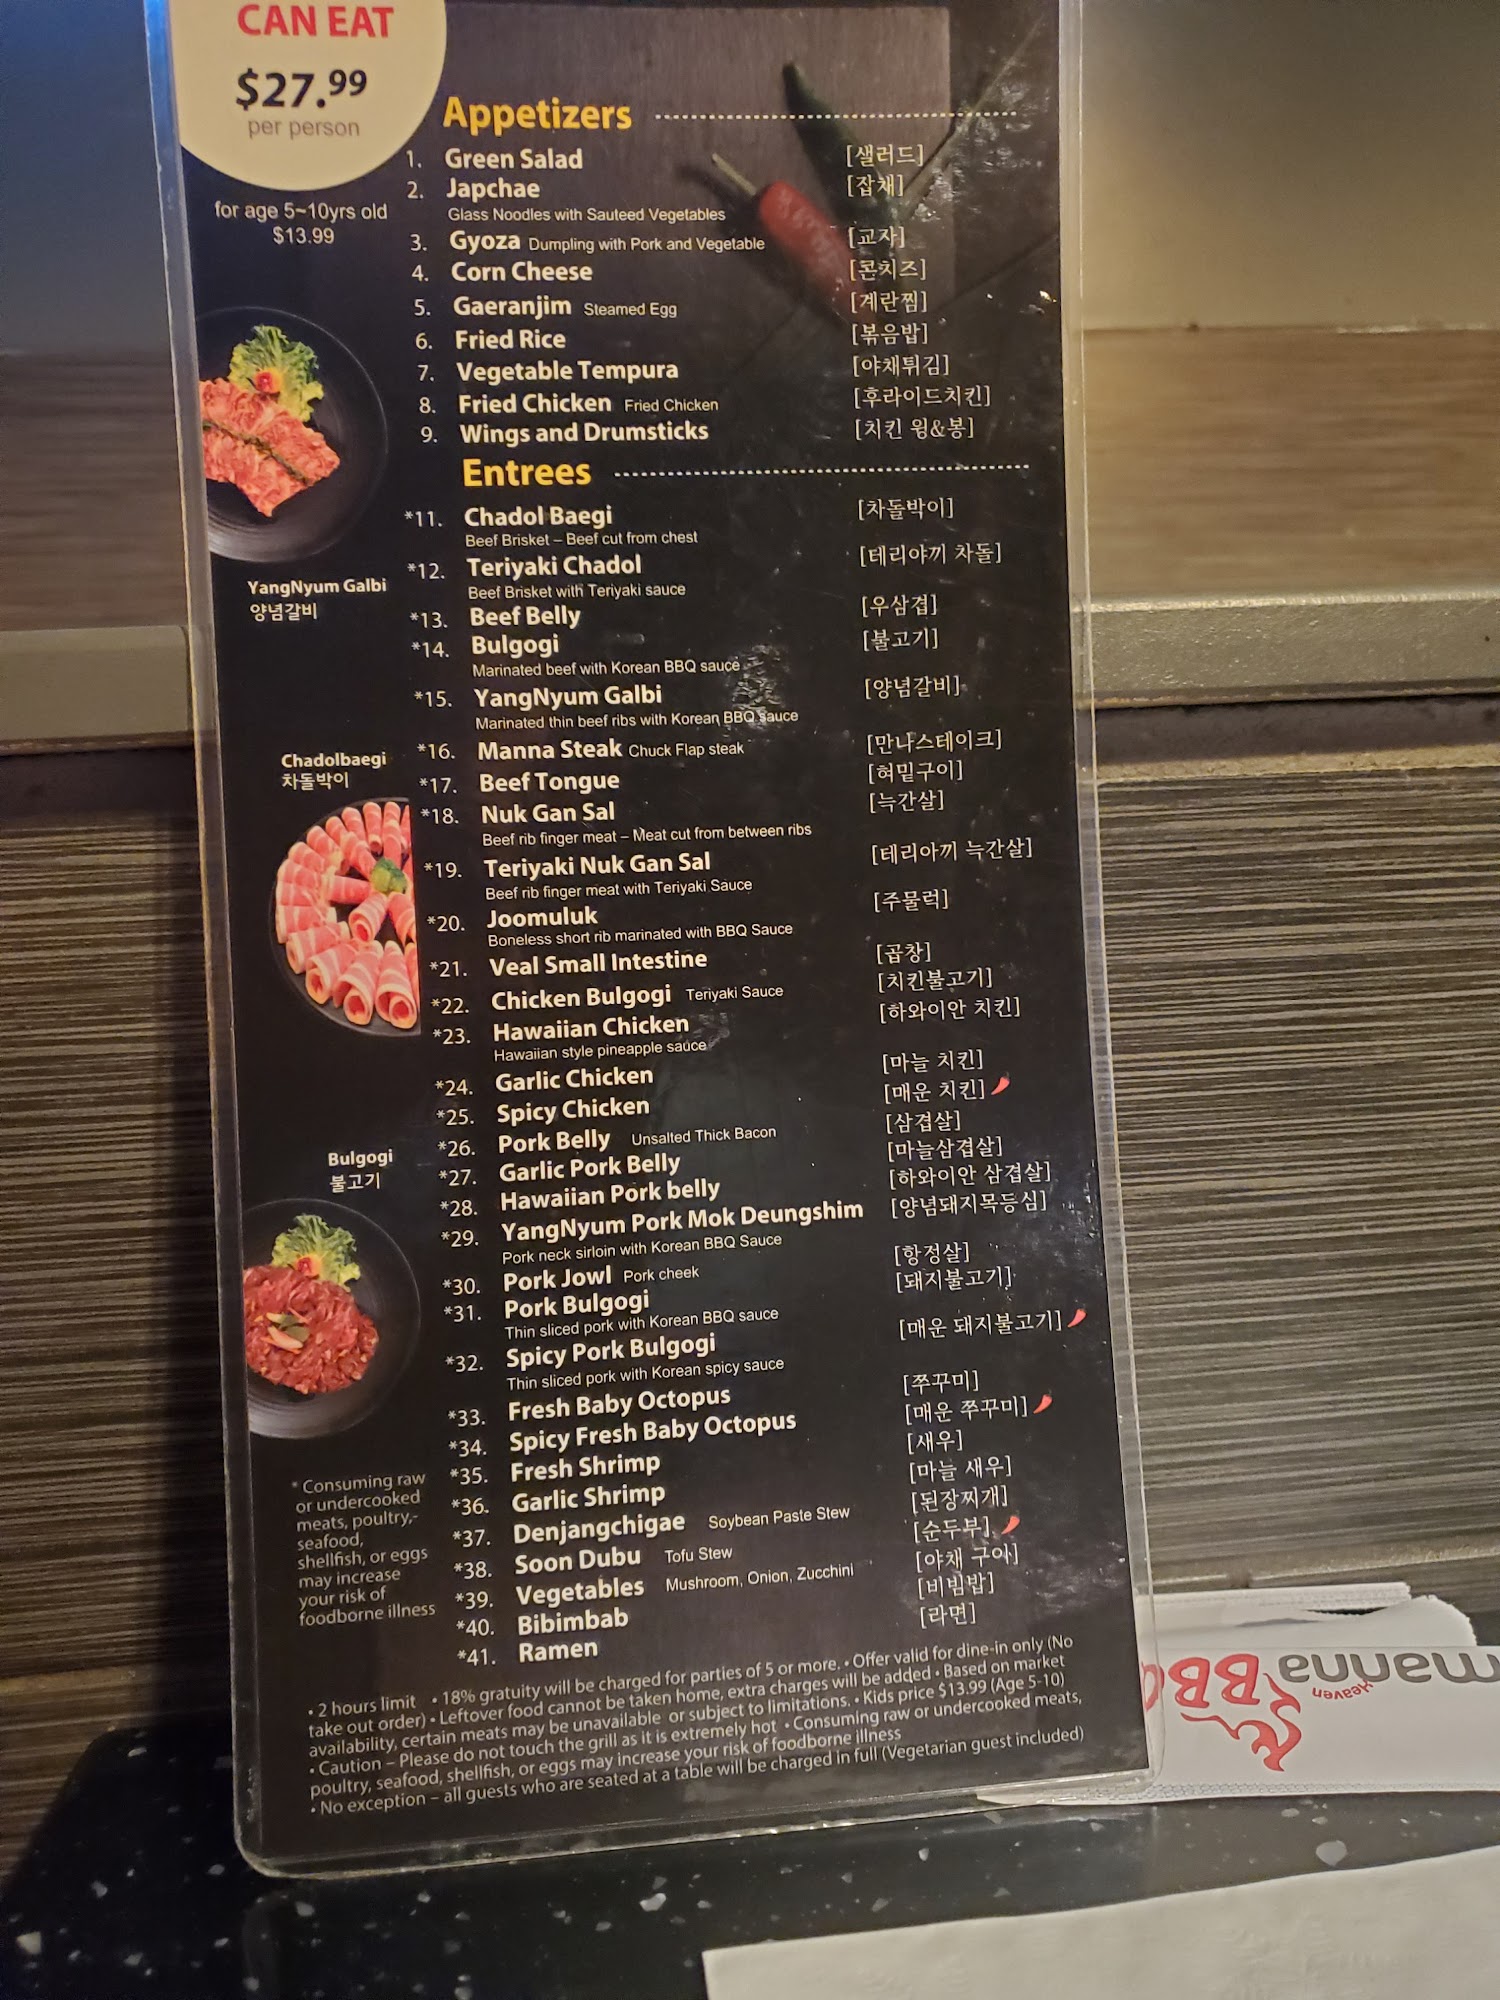 CAN EAT
$27.99
per person
for age 5~10yrs old
$13.99
Appetizers
1. Green Salad [샐러드]
2. Japchae [잡채]
Glass Noodles with Sauteed Vegetables
3. Gyoza Dumpling with Pork and Vegetable [교자]
4. Corn Cheese [콘치즈]
5. Gaeranjim Steamed Egg [계란찜]
6. Fried Rice [볶음밥]
7. Vegetable Tempura [야채튀김]
8. Fried Chicken Fried Chicken [후라이드치킨]
9. Wings and Drumsticks [치킨 윙&봉]
Entrees
*11. Chadol Baegi [차돌박이]
Beef Brisket – Beef cut from chest
*12. Teriyaki Chadol [테리야끼 차돌]
Beef Brisket with Teriyaki sauce
*13. Beef Belly [우삼겹]
*14. Bulgogi [불고기]
Marinated beef with Korean BBQ sauce
*15. YangNyum Galbi [양념갈비]
Marinated thin beef ribs with Korean BBQ sauce
*16. Manna Steak Chuck Flap steak [만나스테이크]
*17. Beef Tongue [혀밑구이]
*18. Nuk Gan Sal [늑간살]
Beef rib finger meat – Meat cut from between ribs
*19. Teriyaki Nuk Gan Sal [테리아끼 늑간살]
Beef rib finger meat with Teriyaki Sauce
*20. Joomuluk [주물럭]
Boneless short rib marinated with BBQ Sauce
*21. Veal Small Intestine [곱창]
*22. Chicken Bulgogi Teriyaki Sauce [치킨불고기]
*23. Hawaiian Chicken [하와이안 치킨]
Hawaiian style pineapple sauce
*24. Garlic Chicken [마늘 치킨]
*25. Spicy Chicken [매운 치킨]
*26. Pork Belly Unsalted Thick Bacon [삼겹살]
*27. Garlic Pork Belly [마늘삼겹살]
*28. Hawaiian Pork belly [하와이안 삼겹살]
*29. YangNyum Pork Mok Deungshim [양념돼지목등심]
Pork neck sirloin with Korean BBQ Sauce
*30. Pork Jowl Pork cheek [항정살]
*31. Pork Bulgogi [돼지불고기]
Thin sliced pork with Korean BBQ sauce
*32. Spicy Pork Bulgogi [매운 돼지불고기]
Thin sliced pork with Korean spicy sauce
*33. Fresh Baby Octopus [쭈꾸미]
*34. Spicy Fresh Baby Octopus [매운 쭈꾸미]
*35. Fresh Shrimp [새우]
*36. Garlic Shrimp [마늘 새우]
*37. Denjangchigae Soybean Paste Stew [된장찌개]
*38. Soon Dubu Tofu Stew [순두부]
*39. Vegetables Mushroom, Onion, Zucchini [야채 구이]
*40. Bibimbab [비빔밥]
*41. Ramen [라면]
YangNyum Galbi
양념갈비
Chadolbaegi
차돌박이
Bulgogi
불고기
* Consuming raw
or undercooked
meats, poultry,-
seafood,
shellfish, or eggs
may increase
your risk of
foodborne illness
• 2 hours limit • 18% gratuity will be charged for parties of 5 or more. • Offer valid for dine-in only (No
take out order) • Leftover food cannot be taken home, extra charges will be added • Based on market
availability, certain meats may be unavailable or subject to limitations. • Kids price $13.99 (Age 5-10)
• Caution – Please do not touch the grill as it is extremely hot • Consuming raw or undercooked meats,
poultry, seafood, shellfish, or eggs may increase your risk of foodborne illness
• No exception – all guests who are seated at a table will be charged in full (Vegetarian guest included)
manna
Heaven
BBQ